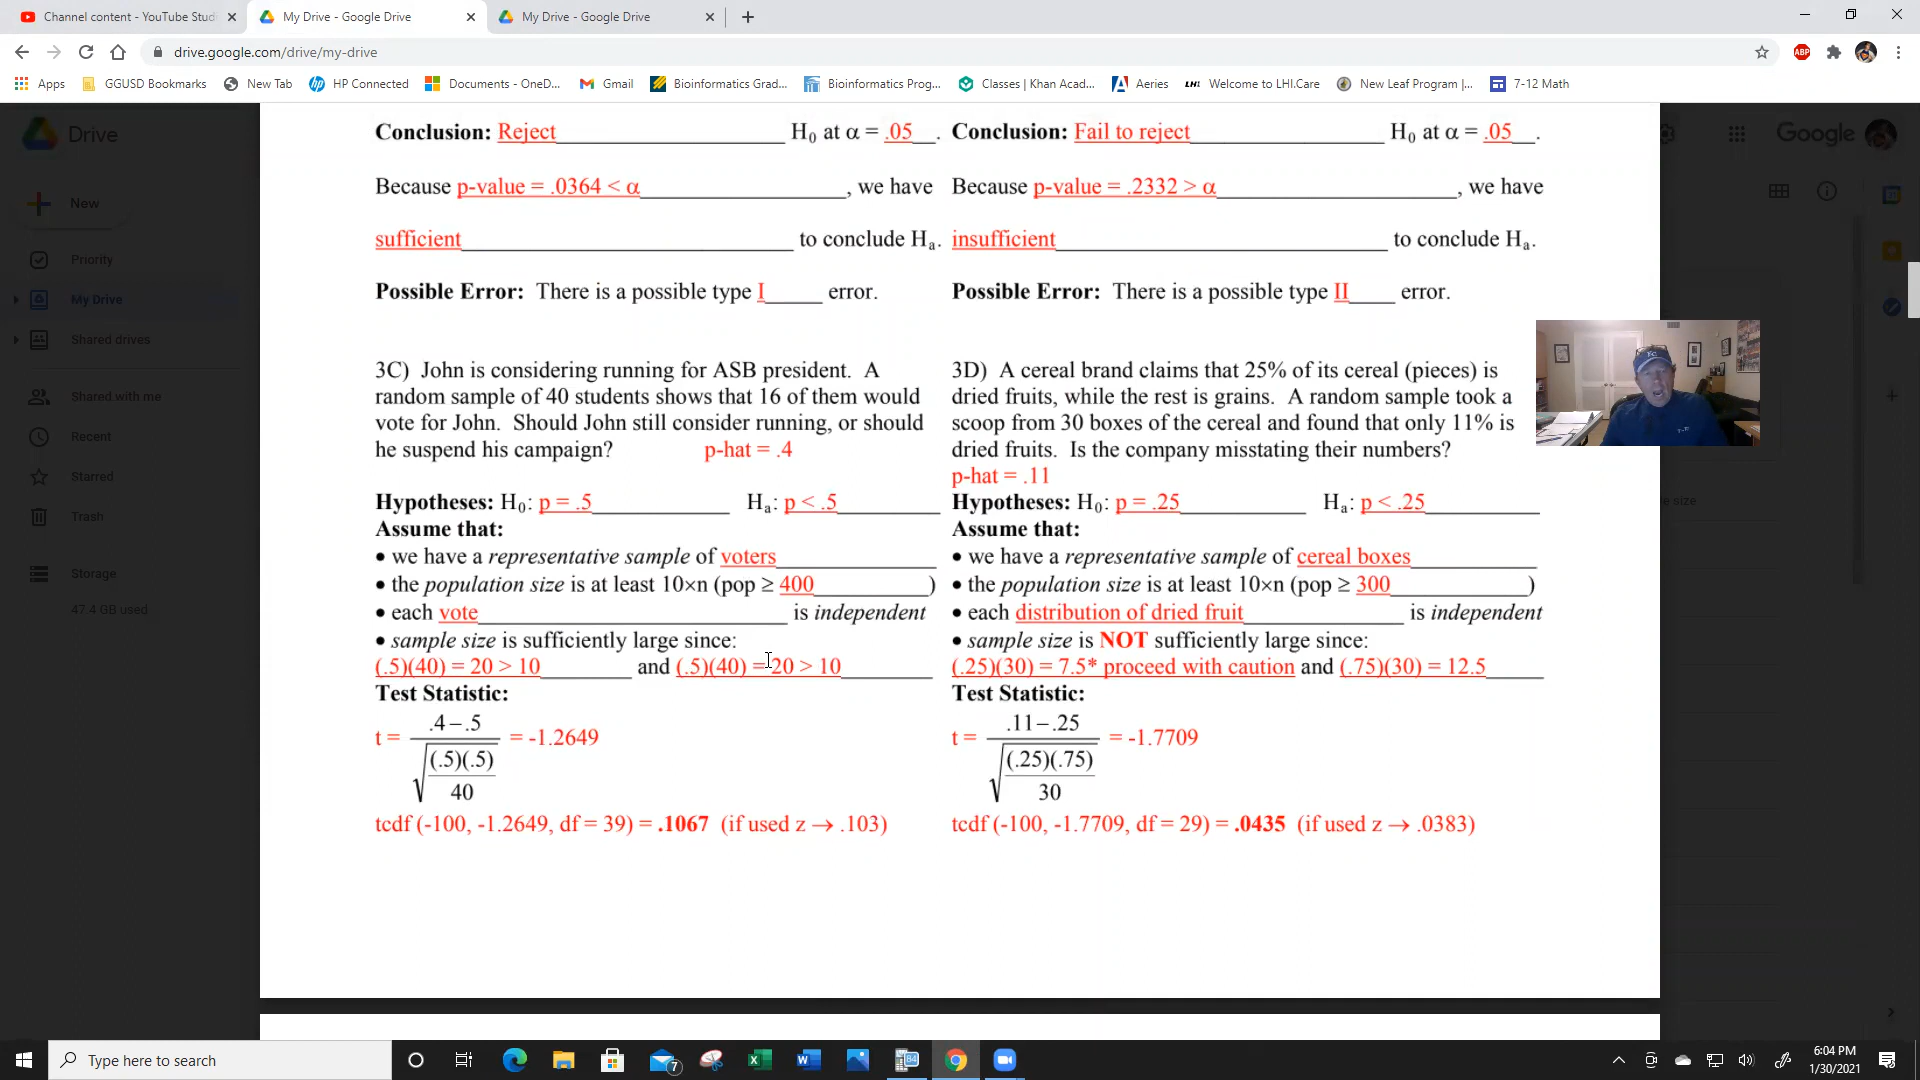 Channel content - YouTube Stud
My Drive - Google Drive
My Drive - Google Drive
drive.google.com/drive/my-drive
ABP
Apps
GGUSD Bookmarks
New Tab
HP Connected
Documents - OneD...
Gmail
Bioinformatics Grad...
Bioinformatics Prog...
Classes | Khan Acad...
Aeries
LHI Welcome to LHI.Care
New Leaf Program |...
7-12 Math
Drive
Google
New
Priority
My Drive
Shared drives
Shared with me
Recent
Starred
Trash
Storage
47.4 GB used
Conclusion: Reject H₀ at α = .05.
Because p-value = .0364 < α, we have
sufficient to conclude Hₐ.
Possible Error: There is a possible type I error.
Conclusion: Fail to reject H₀ at α = .05.
Because p-value = .2332 > α, we have
insufficient to conclude Hₐ.
Possible Error: There is a possible type II error.
3C) John is considering running for ASB president. A
random sample of 40 students shows that 16 of them would
vote for John. Should John still consider running, or should
he suspend his campaign? p-hat = .4
Hypotheses: H₀: p = .5 Hₐ: p < .5
Assume that:
• we have a representative sample of voters
• the population size is at least 10×n (pop ≥ 400)
• each vote is independent
• sample size is sufficiently large since:
(.5)(40) = 20 > 10 and (.5)(40) = 20 > 10
Test Statistic:
t = .4 – .5 / √(.5)(.5)/40 = -1.2649
tcdf (-100, -1.2649, df = 39) = .1067 (if used z → .103)
3D) A cereal brand claims that 25% of its cereal (pieces) is
dried fruits, while the rest is grains. A random sample took a
scoop from 30 boxes of the cereal and found that only 11% is
dried fruits. Is the company misstating their numbers?
p-hat = .11
Hypotheses: H₀: p = .25 Hₐ: p < .25
Assume that:
• we have a representative sample of cereal boxes
• the population size is at least 10×n (pop ≥ 300)
• each distribution of dried fruit is independent
• sample size is NOT sufficiently large since:
(.25)(30) = 7.5* proceed with caution and (.75)(30) = 12.5
Test Statistic:
t = .11 – .25 / √(.25)(.75)/30 = -1.7709
tcdf (-100, -1.7709, df = 29) = .0435 (if used z → .0383)
e size
Type here to search
7
84
6:04 PM
1/30/2021